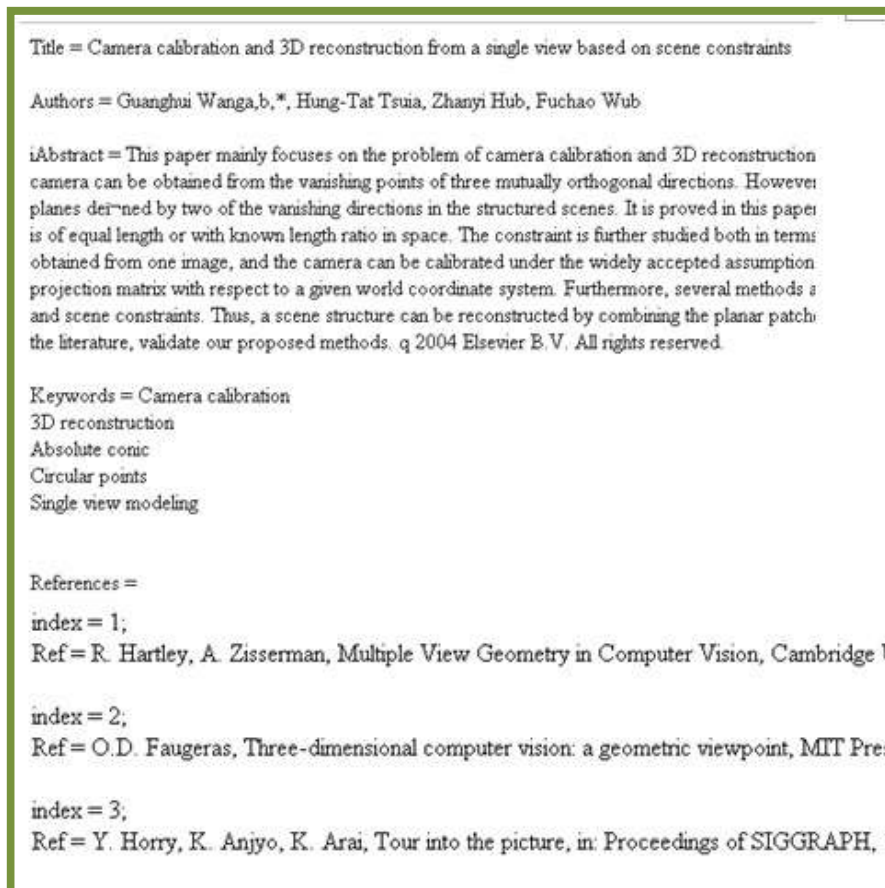 Title = Camera calibration and 3D reconstruction from a single view based on scene constraints
Authors = Guanghui Wanga,b,*, Hung-Tat Tsuia, Zhanyi Hub, Fuchao Wub
iAbstract = This paper mainly focuses on the problem of camera calibration and 3D reconstruction
camera can be obtained from the vanishing points of three mutually orthogonal directions. However
planes deï¬ned by two of the vanishing directions in the structured scenes. It is proved in this paper
is of equal length or with known length ratio in space. The constraint is further studied both in terms
obtained from one image, and the camera can be calibrated under the widely accepted assumption
projection matrix with respect to a given world coordinate system. Furthermore, several methods a
and scene constraints. Thus, a scene structure can be reconstructed by combining the planar patch
the literature, validate our proposed methods. q 2004 Elsevier B.V. All rights reserved.
Keywords = Camera calibration
3D reconstruction
Absolute conic
Circular points
Single view modeling
References =
index = 1;
Ref = R. Hartley, A. Zisserman, Multiple View Geometry in Computer Vision, Cambridge
index = 2;
Ref = O.D. Faugeras, Three-dimensional computer vision: a geometric viewpoint, MIT Pres
index = 3;
Ref = Y. Horry, K. Anjyo, K. Arai, Tour into the picture, in: Proceedings of SIGGRAPH,